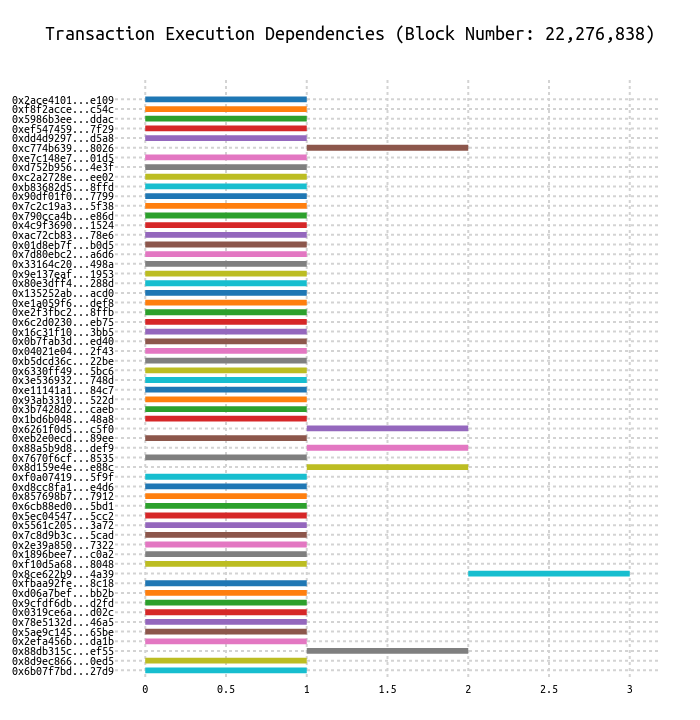 Transaction Execution Dependencies (Block Number: 22,276,838)
0x2ace4101...e109
0xf8f2acce...c54c
0x5986b3ee...ddac
0xef547459...7f29
0xdd4d9297...d5a8
0xc774b639...8026
0xe7c148e7...01d5
0xd752b956...4e3f
0xc2a2728e...ee02
0xb83682d5...8ffd
0x90df01f0...7799
0x7c2c19a3...5f38
0x790cca4b...e86d
0x4c9f3690...1524
0xac72cb83...78e6
0x01d8eb7f...b0d5
0x7d80ebc2...a6d6
0x33164c20...498a
0x9e137eaf...1953
0x80e3dff4...288d
0x135252ab...acd0
0xe1a059f6...def8
0xe2f3fbc2...8ffb
0x6c2d0230...eb75
0x16c31f10...3bb5
0x0b7fab3d...ed40
0x04021e04...2f43
0xb5dcd36c...22be
0x6330ff49...5bc6
0x3e536932...748d
0xe11141a1...84c7
0x93ab3310...522d
0x3b7428d2...caeb
0x1bd6b048...48a8
0x6261f0d5...c5f0
0xeb2e0ecd...89ee
0x88a5b9d8...def9
0x7670f6cf...8535
0x8d159e4e...e88c
0xf0a07419...5f9f
0xd8cc8fa1...e4d6
0x857698b7...7912
0x6cb88ed0...5bd1
0x5ec04547...5cc2
0x5561c205...3a72
0x7c8d9b3c...5cad
0x2e39a850...7322
0x1896bee7...c0a2
0xf10d5a68...8048
0x8ce622b9...4a39
0xfbaa92fe...8c18
0xd06a7bef...bb2b
0x9cfdf6db...d2fd
0x0319ce6a...d02c
0x78e5132d...46a5
0x5ae9c145...65be
0x2efa456b...da1b
0x88db315c...ef55
0x8d9ec866...0ed5
0x6b07f7bd...27d9
0 0.5 1 1.5 2 2.5 3